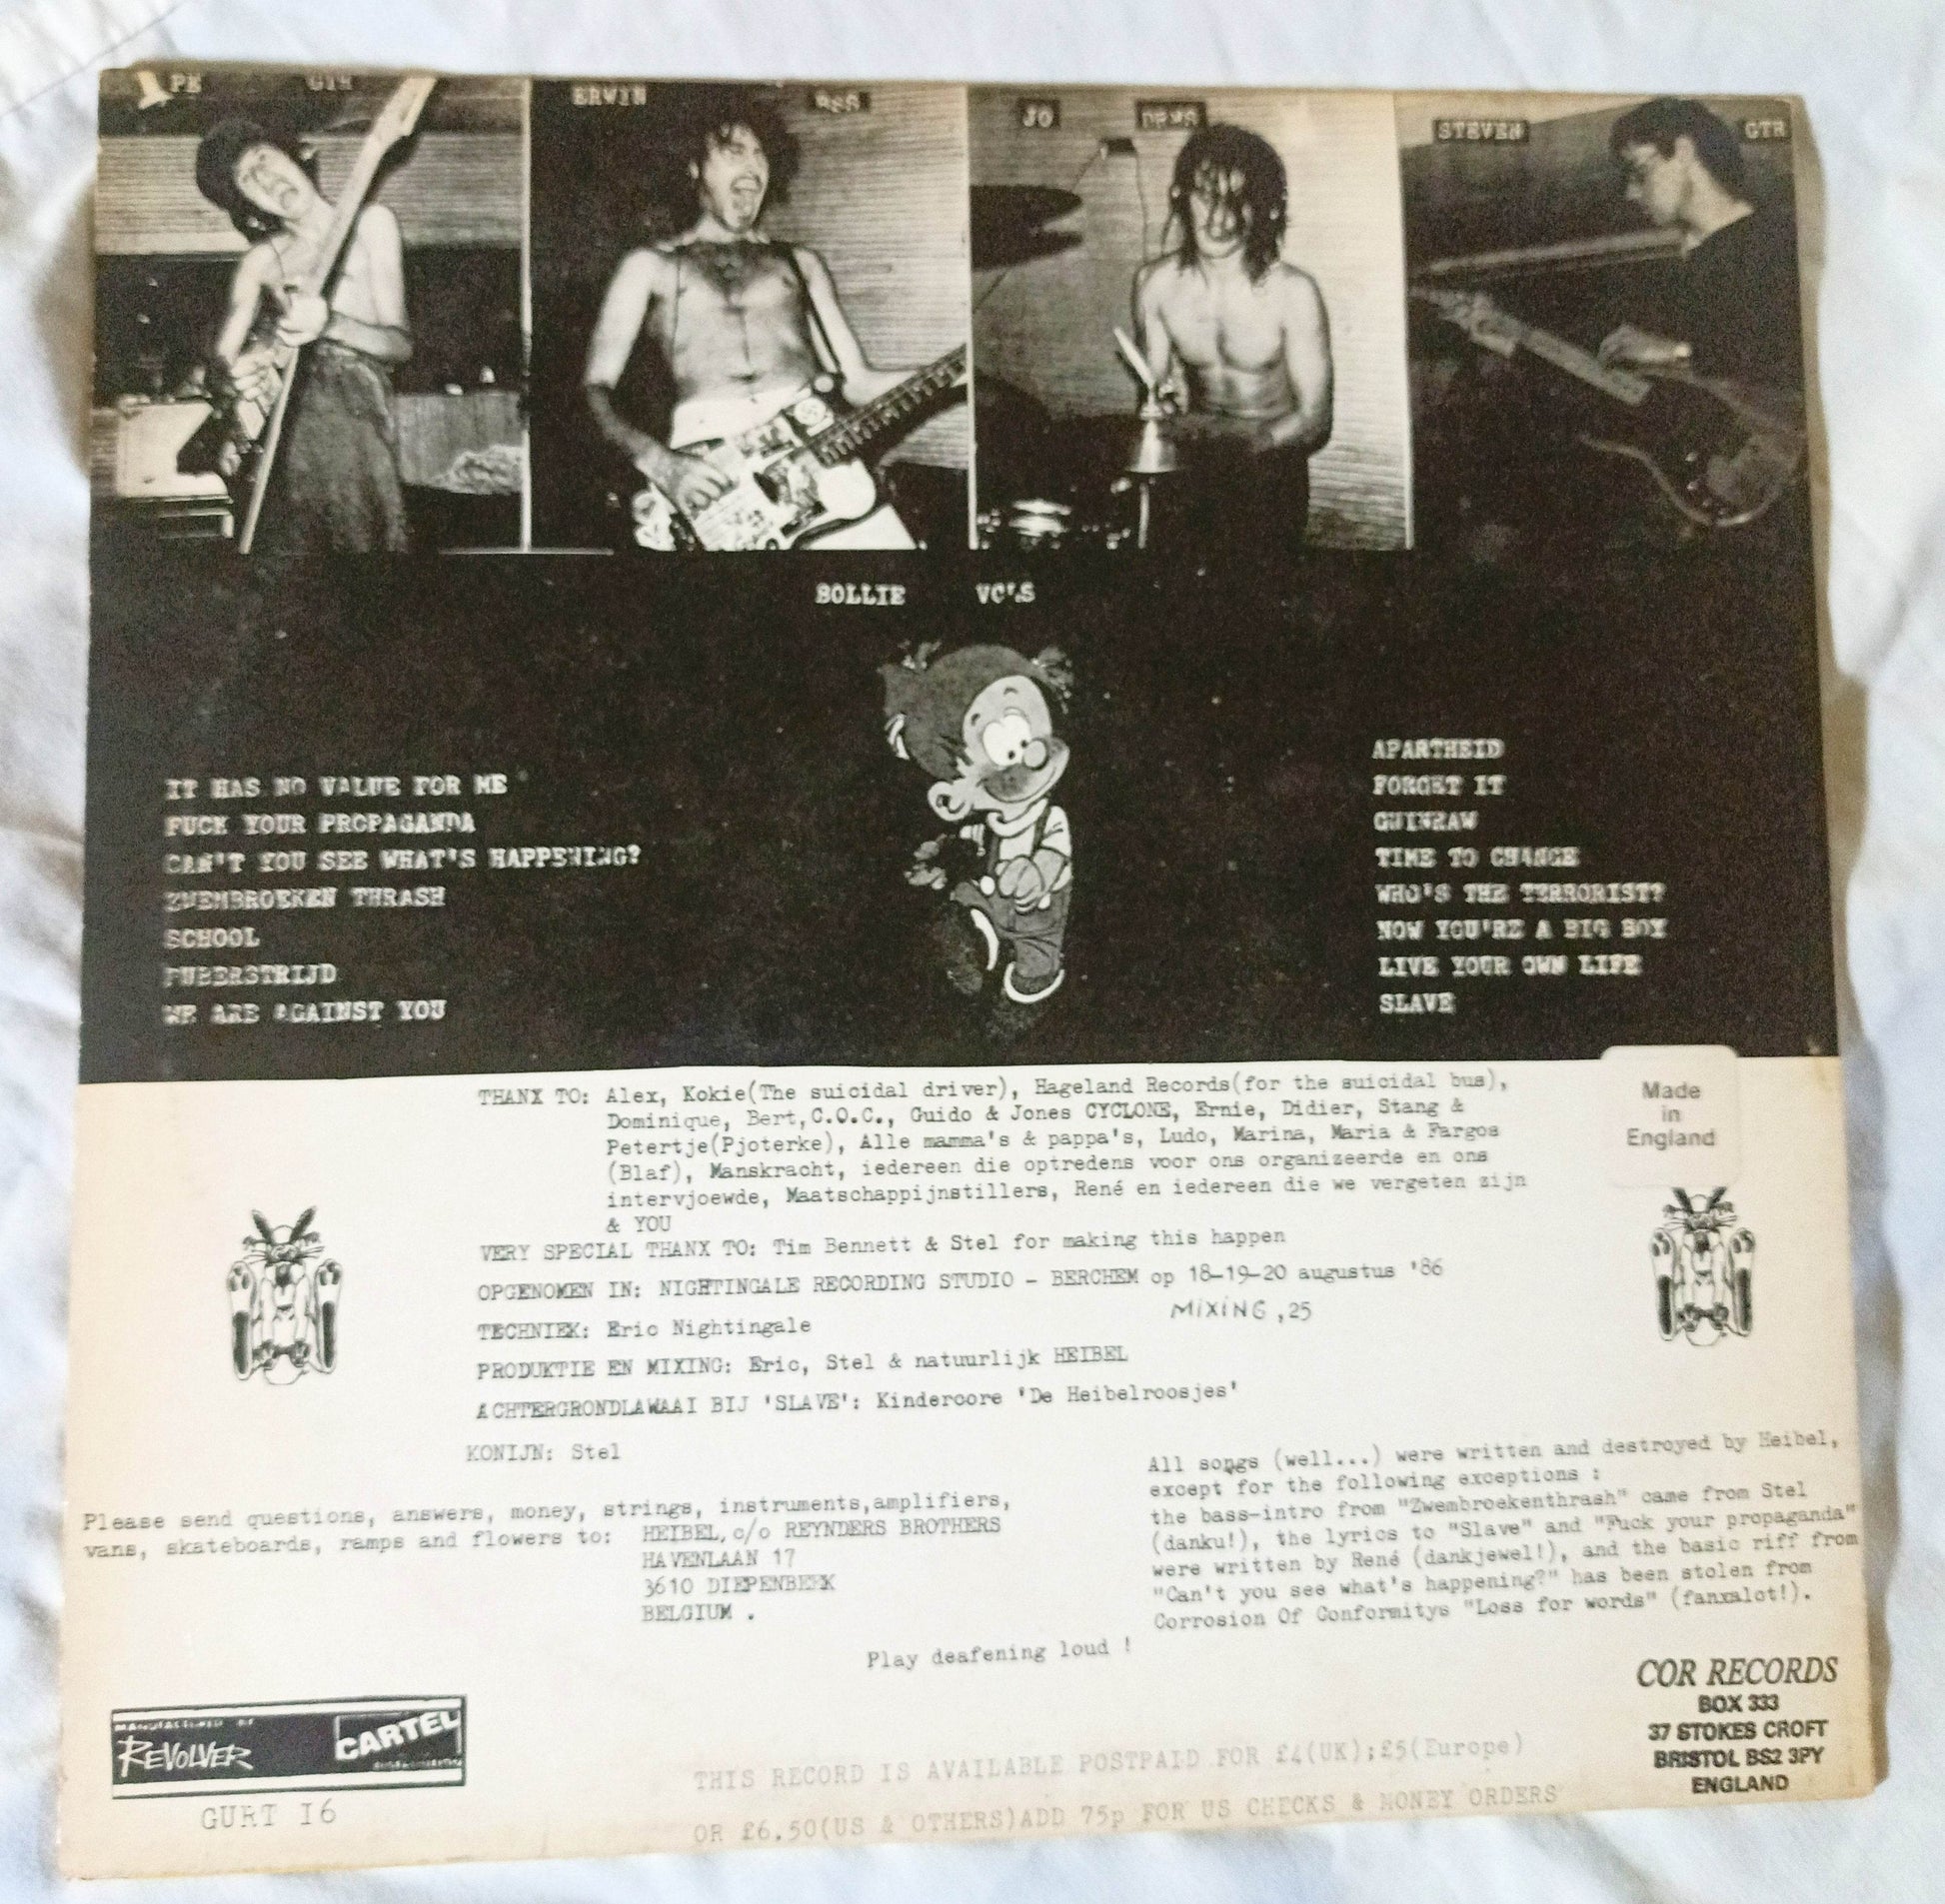 PE GTR
ERWIN BSS
JO DRMS
STEVEN GTR
BOLLIE VC'S
IT HAS NO VALUE FOR ME
FUCK YOUR PROPAGANDA
CAN'T YOU SEE WHAT'S HAPPENING?
ZWEMBROEKEN THRASH
SCHOOL
PUBERSTRIJD
WE ARE AGAINST YOU
APARTHEID
FORGET IT
TIME TO CHANGE
WHO'S THE TERRORIST?
NOW YOU'RE A BIG BOY
LIVE YOUR OWN LIFE
SLAVE
Made
in
England
THANX TO: Alex, Kokie(The suicidal driver), Hageland Records(for the suicidal bus),
Dominique, Bert,C.O.C., Guido & Jones CYCLONE, Ernie, Didier, Stang &
Petertje(Pjoterke), Alle mamma's & pappa's, Ludo, Marina, Maria & Fargos
(Blaf), Manskracht, iedereen die optredens voor ons organizeerde en ons
intervjoewde, Maatschappijnstillers, René en iedereen die we vergeten zijn
& YOU
VERY SPECIAL THANX TO: Tim Bennett & Stel for making this happen
OPGENOMEN IN: NIGHTINGALE RECORDING STUDIO - BERCHEM op 18-19-20 augustus '86
MIXING ,25
TECHNIEK: Eric Nightingale
PRODUKTIE EN MIXING: Eric, Stel & natuurlijk HEIBEL
ACHTERGRONDLAWAAI BIJ 'SLAVE': Kindercore 'De Heibelroosjes'
KONIJN: Stel
Please send questions, answers, money, strings, instruments,amplifiers,
vans, skateboards, ramps and flowers to: HEIBEL,c/o REYNDERS BROTHERS
HAVENLAAN 17
3610 DIEPENBEEK
BELGIUM .
All songs (well...) were written and destroyed by Heibel,
except for the following exceptions :
the bass-intro from "Zwembroekenthrash" came from Stel
(danku!), the lyrics to "Slave" and "Fuck your propaganda"
were written by René (dankjewel!), and the basic riff from
"Can't you see what's happening?" has been stolen from
Corrosion Of Conformitys "Loss for words" (fanxalot!).
Play deafening loud !
MANUFACTURED BY
REVOLVER
CARTEL
DISTRIBUTION
GURT I6
THIS RECORD IS AVAILABLE POSTPAID FOR £4(UK);£5(Europe)
OR £6.50(US & OTHERS)ADD 75p FOR US CHECKS & MONEY ORDERS
COR RECORDS
BOX 333
37 STOKES CROFT
BRISTOL BS2 3PY
ENGLAND